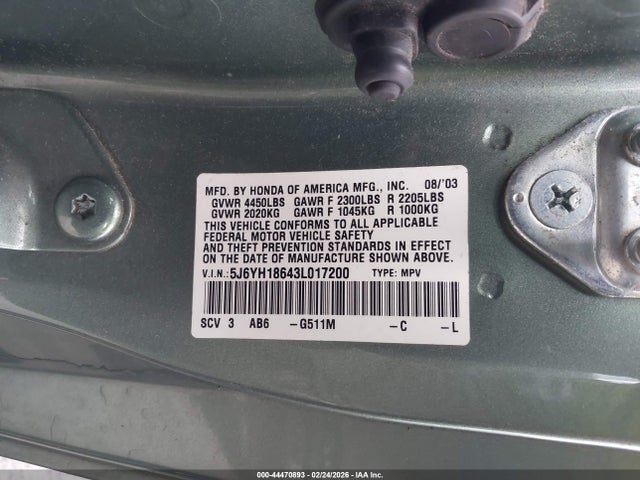 MFD. BY HONDA OF AMERICA MFG., INC. 08/'03
GVWR 4450LBS GAWR F 2300LBS R 2205LBS
GVWR 2020KG GAWR F 1045KG R 1000KG
THIS VEHICLE CONFORMS TO ALL APPLICABLE
FEDERAL MOTOR VEHICLE SAFETY
AND THEFT PREVENTION STANDARDS IN EFFECT
ON THE DATE OF MANUFACTURE SHOWN ABOVE.
V.I.N.:5J6YH18643L017200 TYPE: MPV
SCV 3 AB6 -G511M -C -L
000-44470893 - 02/24/2026 - IAA Inc.